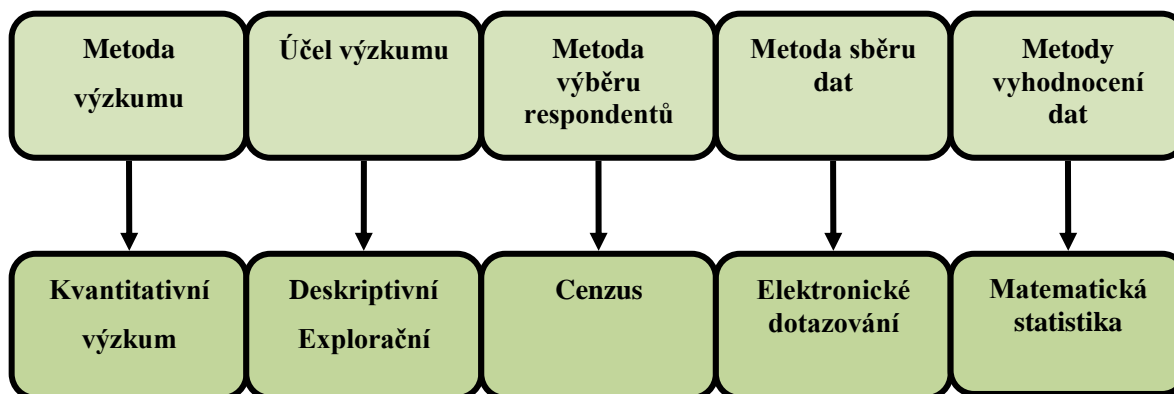 Metoda
výzkumu
Účel výzkumu
Metoda
výběru
respondentů
Metoda sběru
dat
Metody
vyhodnocení
dat
Kvantitativní
výzkum
Deskriptivní
Explorační
Cenzus
Elektronické
dotazování
Matematická
statistika